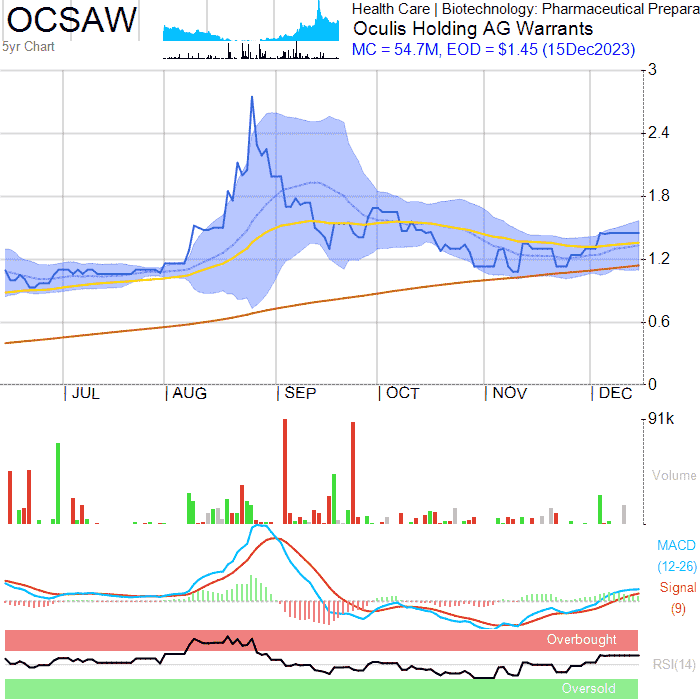 OCSAW
5yr Chart
Health Care | Biotechnology: Pharmaceutical Prepara
Oculis Holding AG Warrants
MC = 54.7M, EOD = $1.45 (15Dec2023)
3
2.4
1.8
1.2
0.6
0
JUL AUG SEP OCT NOV DEC
91k
Volume
MACD
(12-26)
Signal
(9)
Overbought
RSI(14)
Oversold